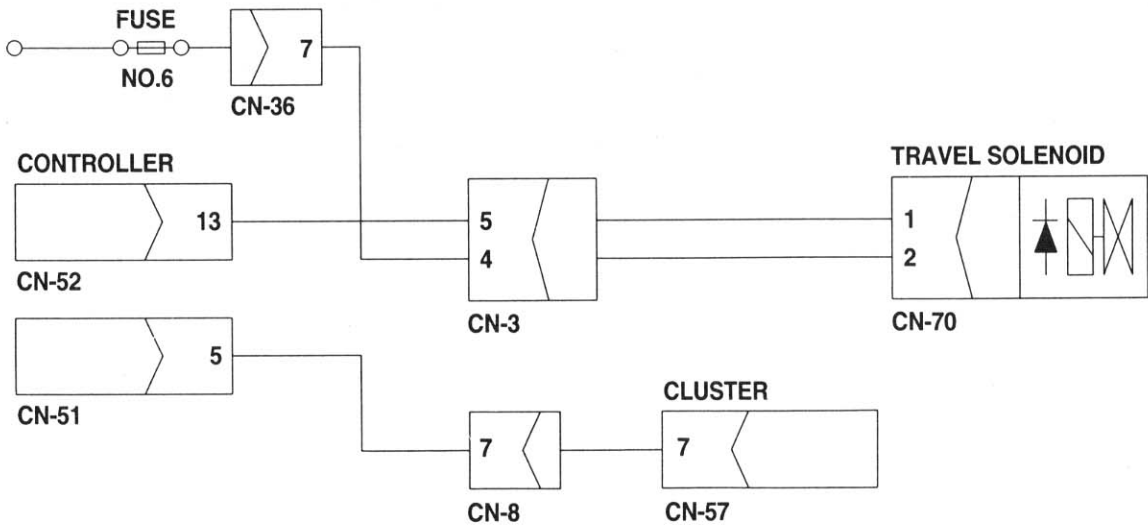 FUSE
NO.6
7
CN-36
CONTROLLER
13
CN-52
5
4
CN-3
TRAVEL SOLENOID
1
2
CN-70
5
CN-51
7
CN-8
CLUSTER
7
CN-57